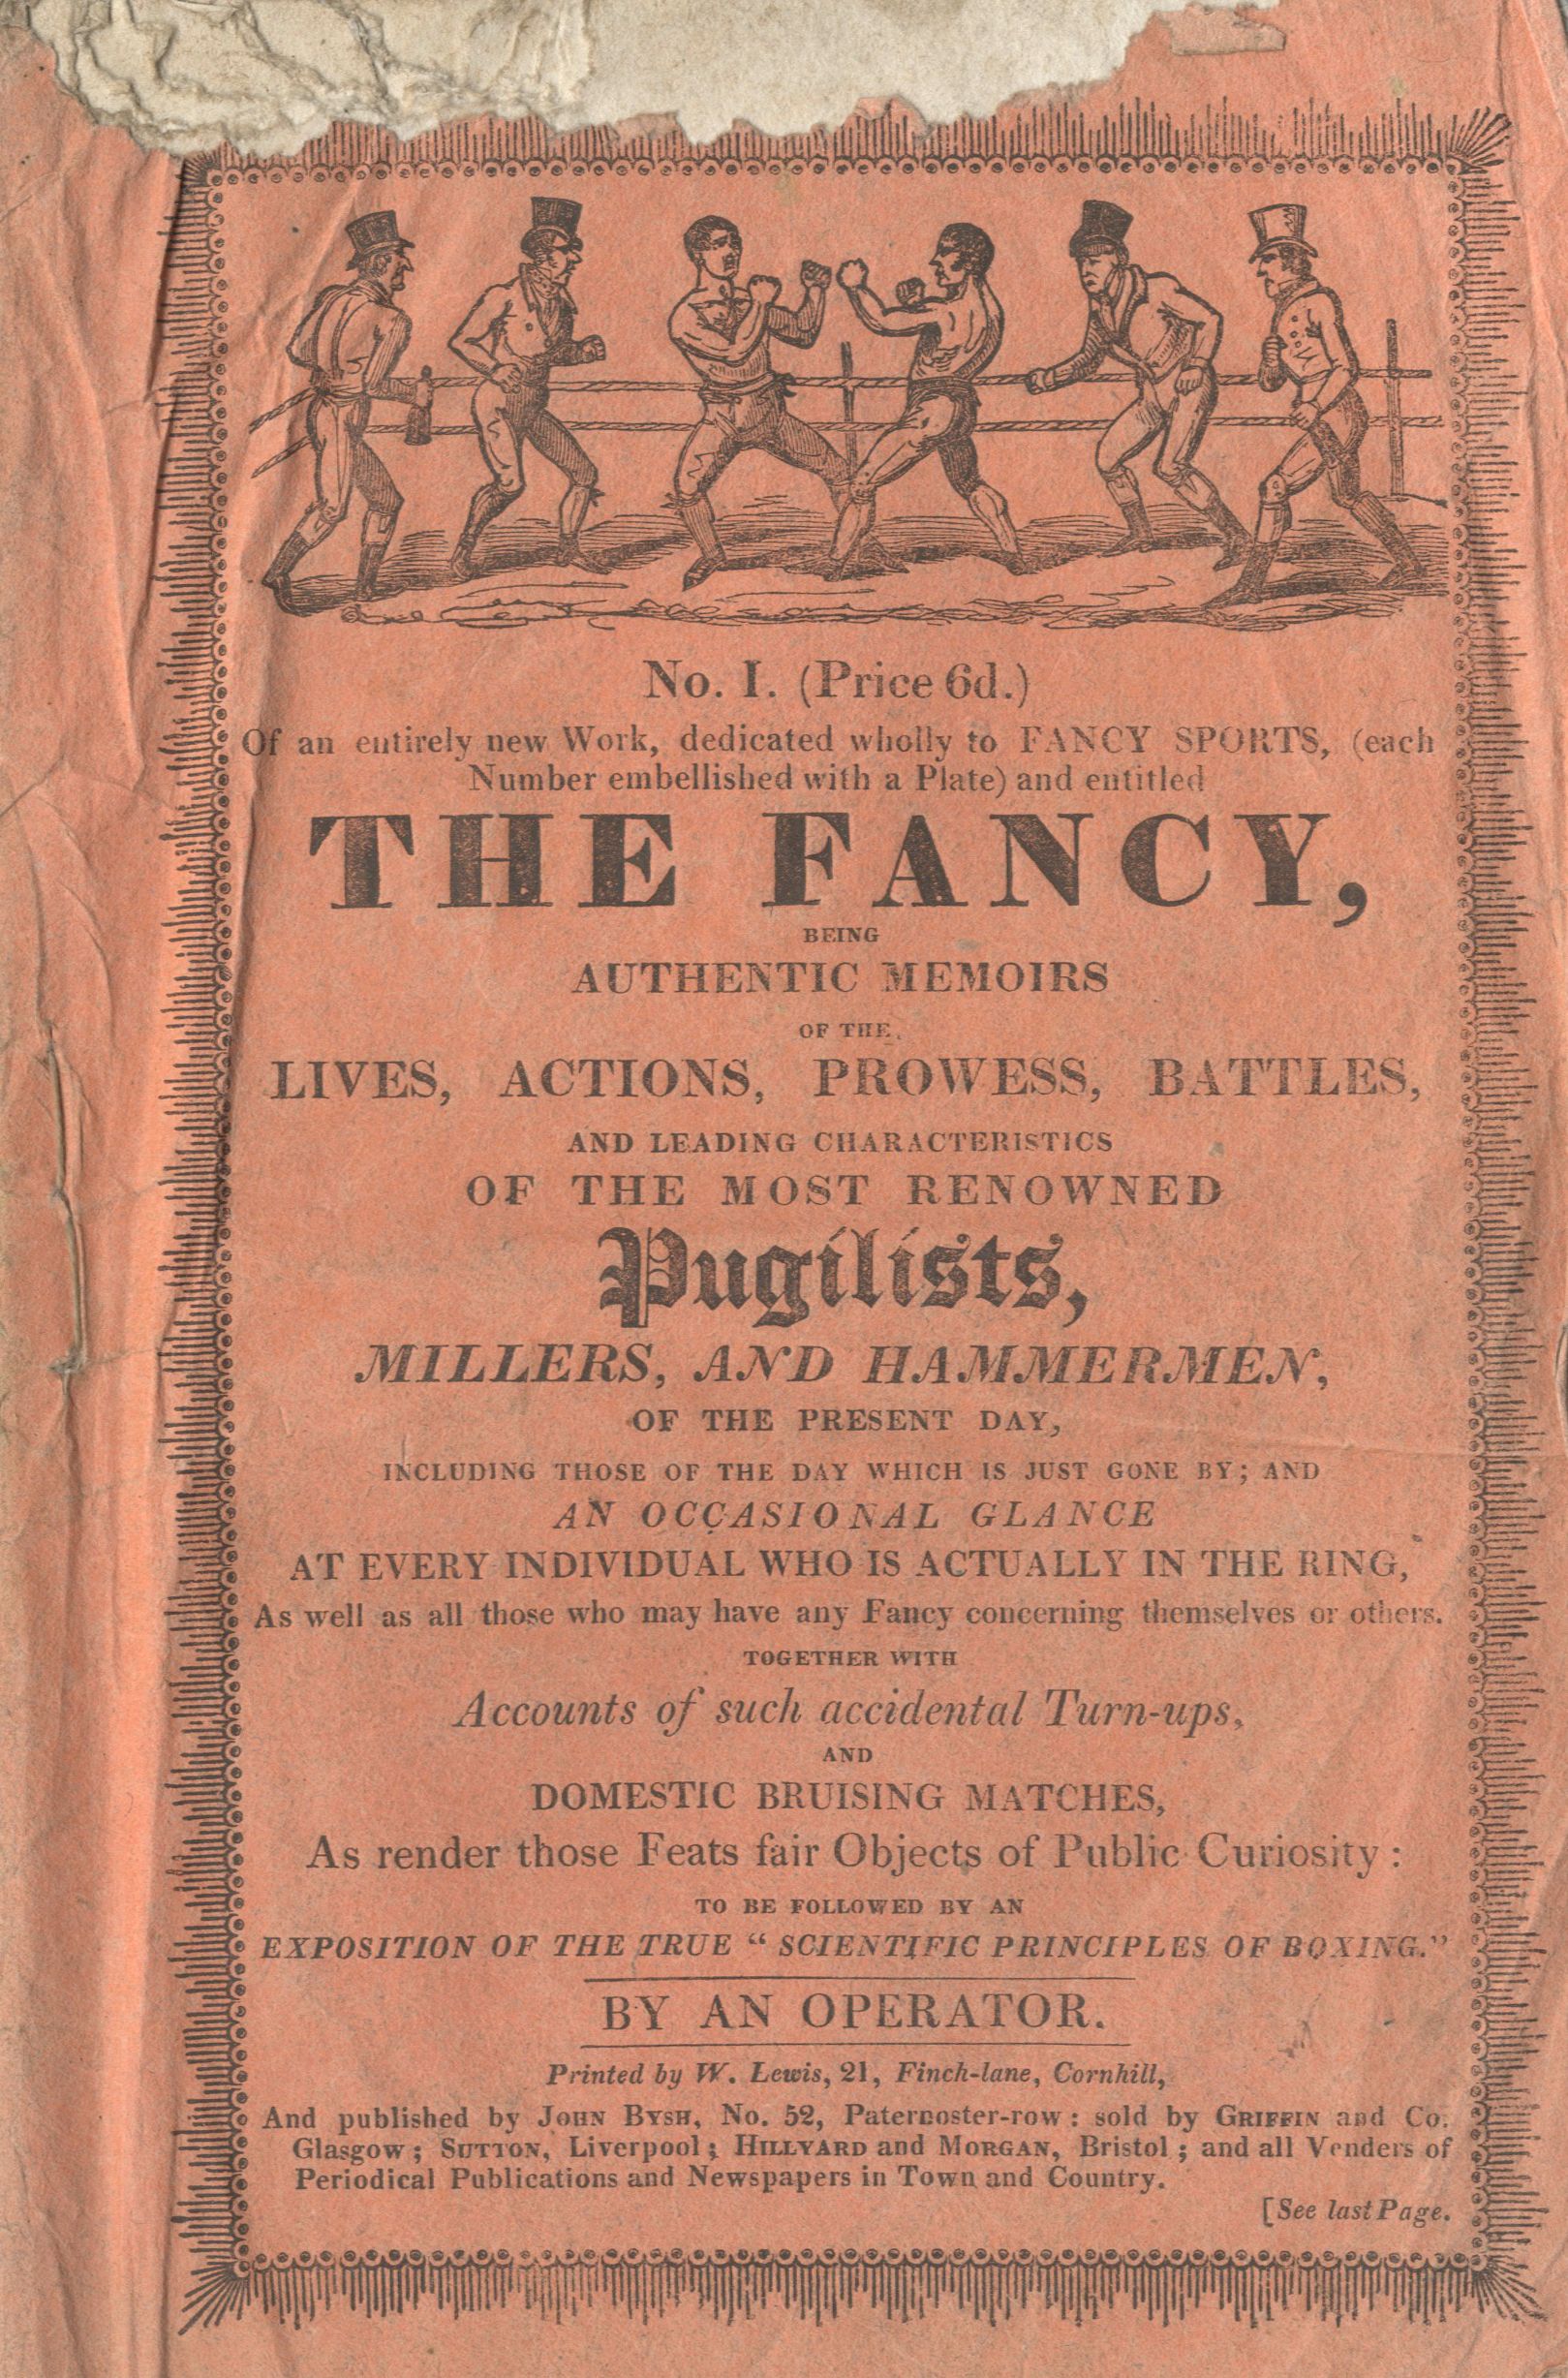 No. I. (Price 6d.)
Of an entirely new Work, dedicated wholly to FANCY SPORTS, (each
Number embellished with a Plate) and entitled
THE FANCY,
BEING
AUTHENTIC MEMOIRS
OF THE
LIVES, ACTIONS, PROWESS, BATTLES,
AND LEADING CHARACTERISTICS
OF THE MOST RENOWNED
Pugilists,
MILLERS, AND HAMMERMEN,
OF THE PRESENT DAY,
INCLUDING THOSE OF THE DAY WHICH IS JUST GONE BY; AND
AN OCCASIONAL GLANCE
AT EVERY INDIVIDUAL WHO IS ACTUALLY IN THE RING,
As well as all those who may have any Fancy concerning themselves or others.
TOGETHER WITH
Accounts of such accidental Turn-ups,
AND
DOMESTIC BRUISING MATCHES,
As render those Feats fair Objects of Public Curiosity:
TO BE FOLLOWED BY AN
EXPOSITION OF THE TRUE “ SCIENTIFIC PRINCIPLES OF BOXING.”
BY AN OPERATOR.
Printed by W. Lewis, 21, Finch-lane, Cornhill,
And published by JOHN BYSH, No. 52, Paternoster-row: sold by GRIFFIN and Co.
Glasgow; SUTTON, Liverpool; HILLYARD and MORGAN, Bristol; and all Venders of
Periodical Publications and Newspapers in Town and Country.
[See last Page.